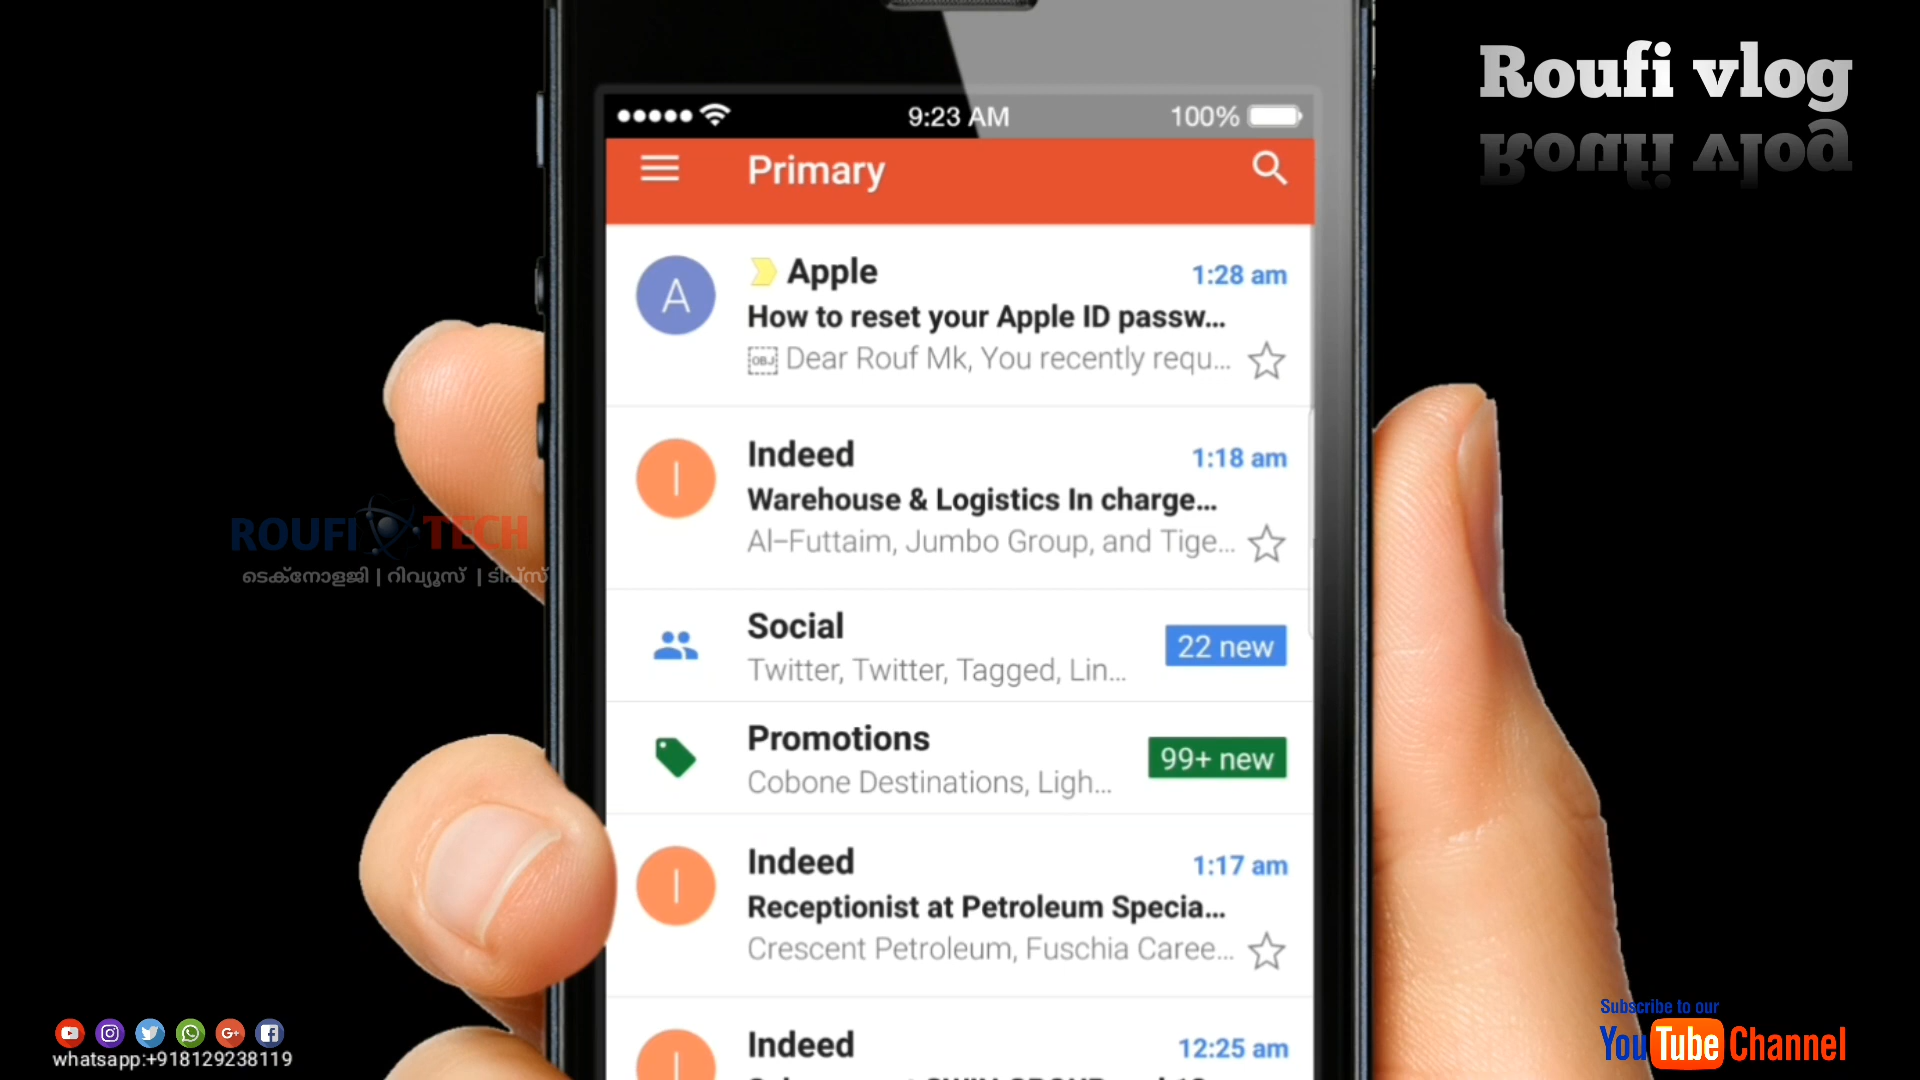 Roufi vlog
9:23 AM
100%
Primary
A
Apple
1:28 am
How to reset your Apple ID passw...
OBJ Dear Rouf Mk, You recently requ...
I
Indeed
1:18 am
Warehouse & Logistics In charge...
Al-Futtaim, Jumbo Group, and Tige...
Social
22 new
Twitter, Twitter, Tagged, Lin...
Promotions
99+ new
Cobone Destinations, Ligh...
I
Indeed
1:17 am
Receptionist at Petroleum Specia...
Crescent Petroleum, Fuschia Caree...
Indeed
12:25 am
ROUFI TECH
ടെക്നോളജി | റിവ്യൂസ് | ടിപ്സ്
whatsapp:+918129238119
Subscribe to our
YouTube Channel